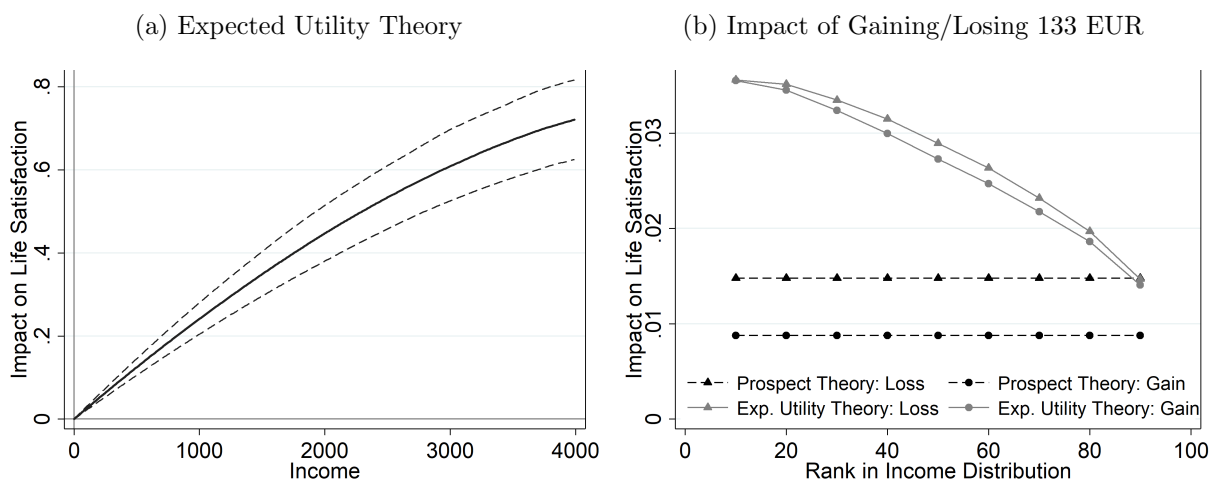 (a) Expected Utility Theory
Impact on Life Satisfaction
.8
.6
.4
.2
0
0 1000 2000 3000 4000
Income
(b) Impact of Gaining/Losing 133 EUR
Impact on Life Satisfaction
.03
.02
.01
0
Prospect Theory: Loss
Prospect Theory: Gain
Exp. Utility Theory: Loss
Exp. Utility Theory: Gain
0 20 40 60 80 100
Rank in Income Distribution